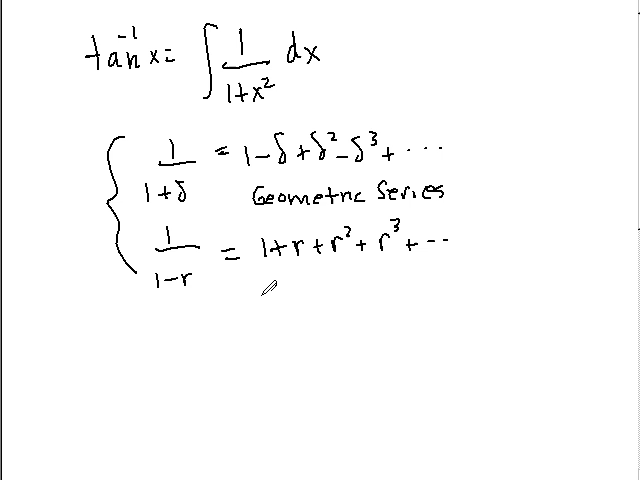 tan⁻¹x = ∫ 1/(1+x²) dx
1/(1+δ) = 1-δ+δ²-δ³+...
Geometric Series
1/(1-r) = 1+r+r²+r³+...